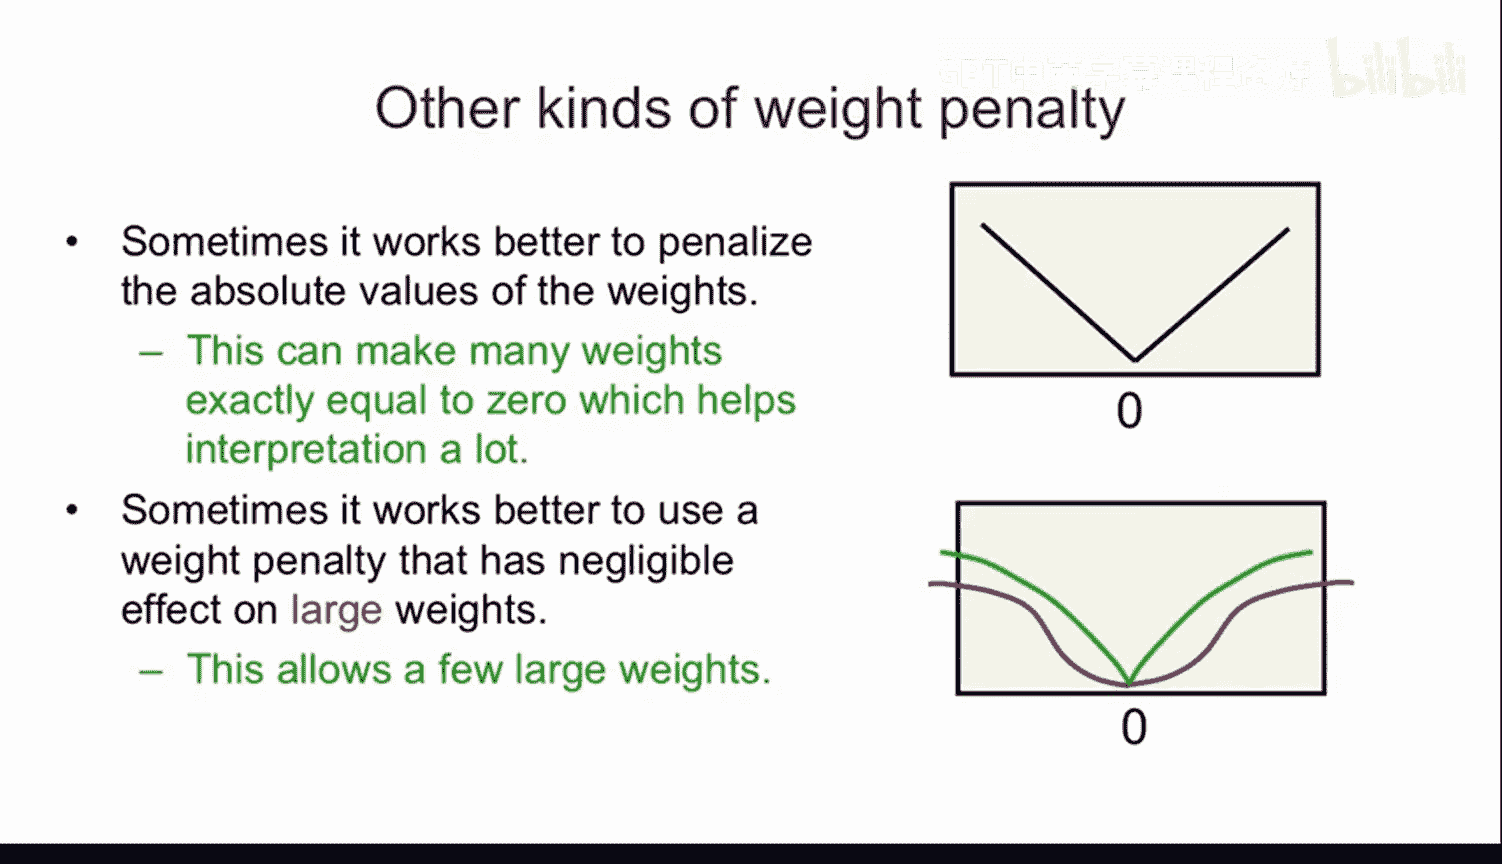 bilibili
Other kinds of weight penalty
• Sometimes it works better to penalize
the absolute values of the weights.
– This can make many weights
exactly equal to zero which helps
interpretation a lot.
• Sometimes it works better to use a
weight penalty that has negligible
effect on large weights.
– This allows a few large weights.
0
0